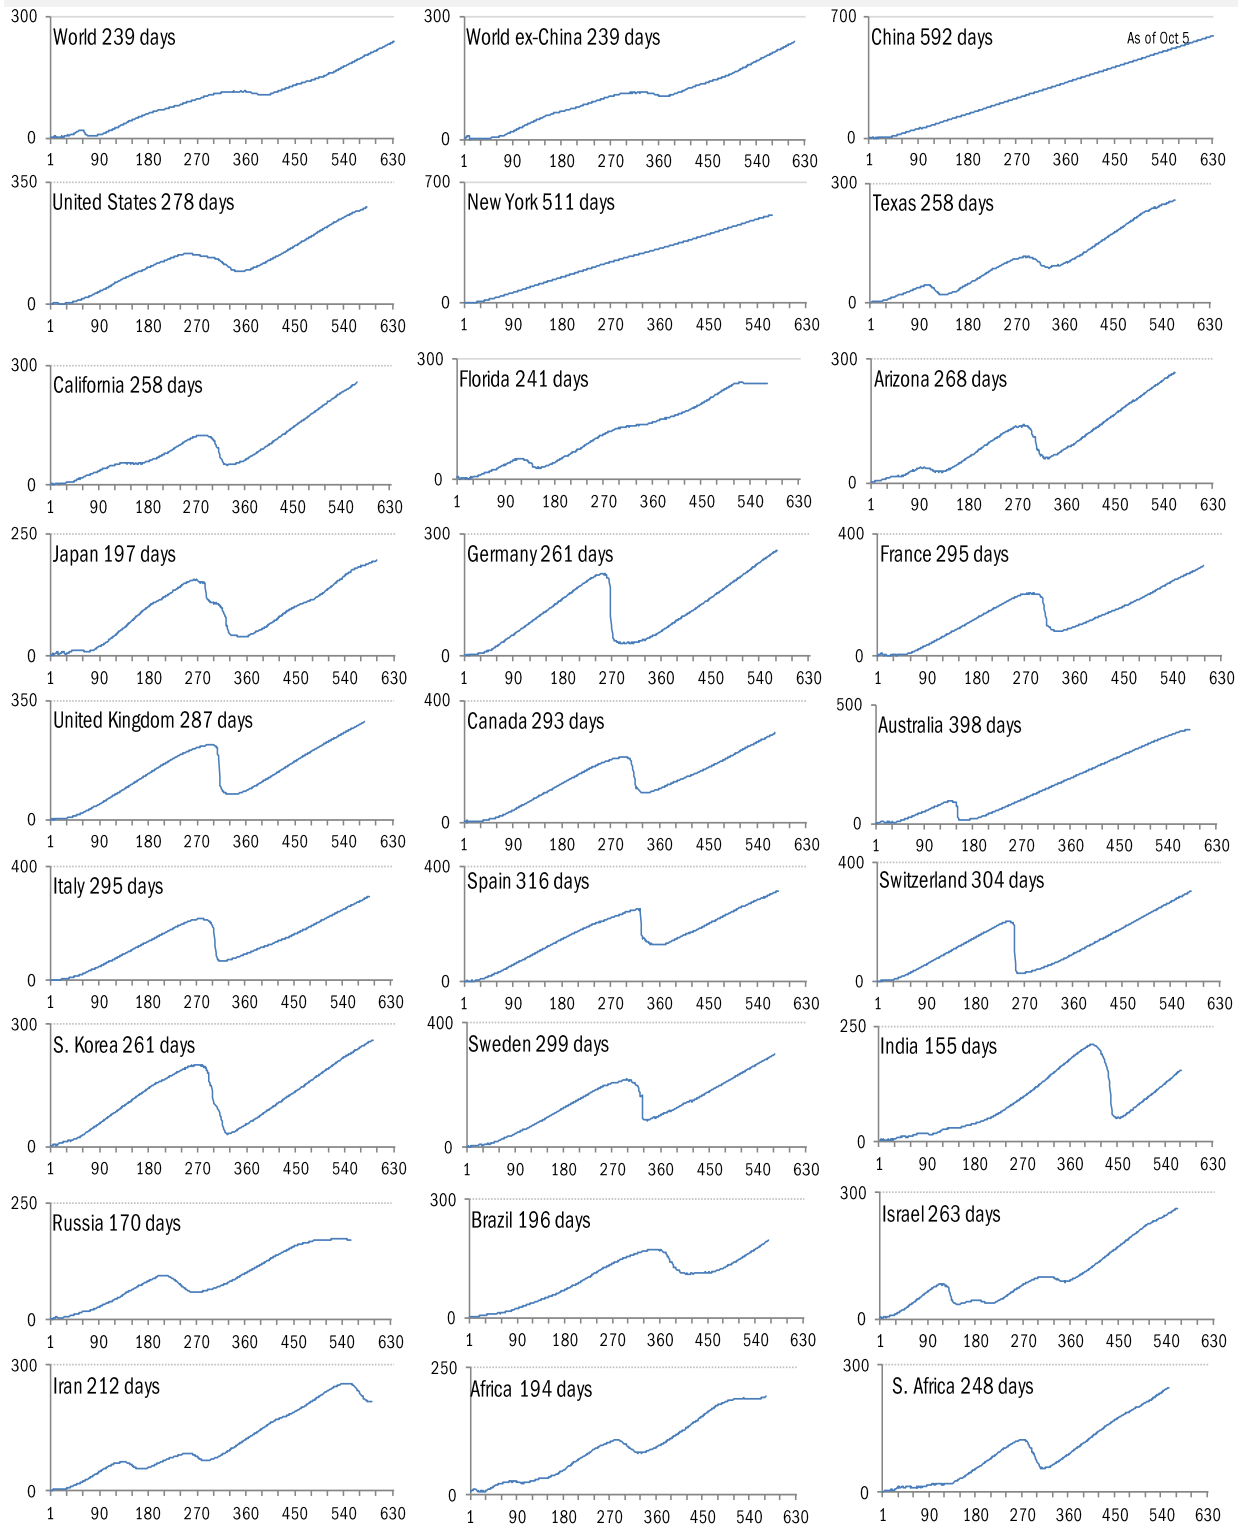 300 300 700
World 239 days World ex-China 239 days China 592 days As of Oct 5
0 0 0
1 90 180 270 360 450 540 630 1 90 180 270 360 450 540 630 1 90 180 270 360 450 540 630
350 700 300
United States 278 days New York 511 days Texas 258 days
0 0 0
1 90 180 270 360 450 540 630 1 90 180 270 360 450 540 630 1 90 180 270 360 450 540 630
300 300 300
California 258 days Florida 241 days Arizona 268 days
0 0 0
1 90 180 270 360 450 540 630 1 90 180 270 360 450 540 630 1 90 180 270 360 450 540 630
250 300 400
Japan 197 days Germany 261 days France 295 days
0 0 0
1 90 180 270 360 450 540 630 1 90 180 270 360 450 540 630 1 90 180 270 360 450 540 630
350 400 500
United Kingdom 287 days Canada 293 days Australia 398 days
0 0 0
1 90 180 270 360 450 540 630 1 90 180 270 360 450 540 630 1 90 180 270 360 450 540 630
400 400 400
Italy 295 days Spain 316 days Switzerland 304 days
0 0 0
1 90 180 270 360 450 540 630 1 90 180 270 360 450 540 630 1 90 180 270 360 450 540 630
300 400 250
S. Korea 261 days Sweden 299 days India 155 days
0 0 0
1 90 180 270 360 450 540 630 1 90 180 270 360 450 540 630 1 90 180 270 360 450 540 630
250 300 300
Russia 170 days Brazil 196 days Israel 263 days
0 0 0
1 90 180 270 360 450 540 630 1 90 180 270 360 450 540 630 1 90 180 270 360 450 540 630
300 250 300
Iran 212 days Africa 194 days S. Africa 248 days
0 0 0
1 90 180 270 360 450 540 630 1 90 180 270 360 450 540 630 1 90 180 270 360 450 540 630